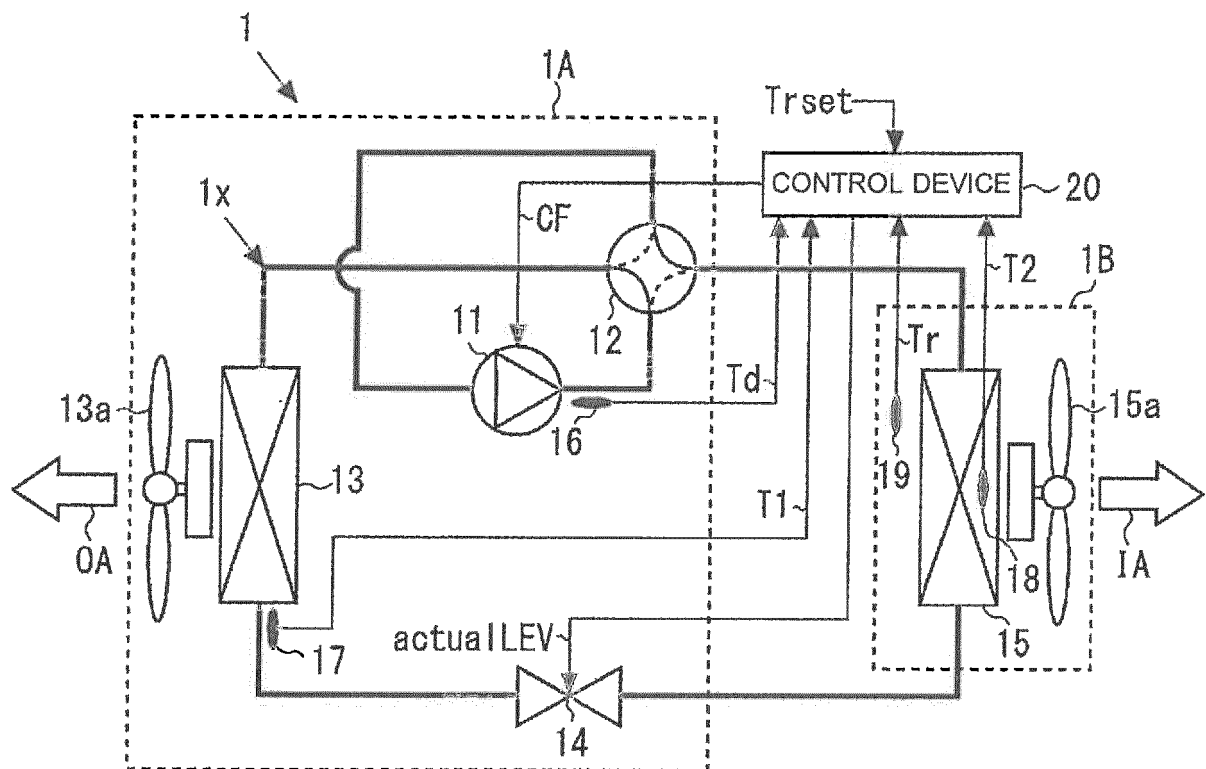 1
1A
Trset
CONTROL DEVICE
20
1x
CF
T2
1B
12
11
Tr
Td
13a
15a
16
19
13
T1
OA
18
IA
17
actualLEV
15
14